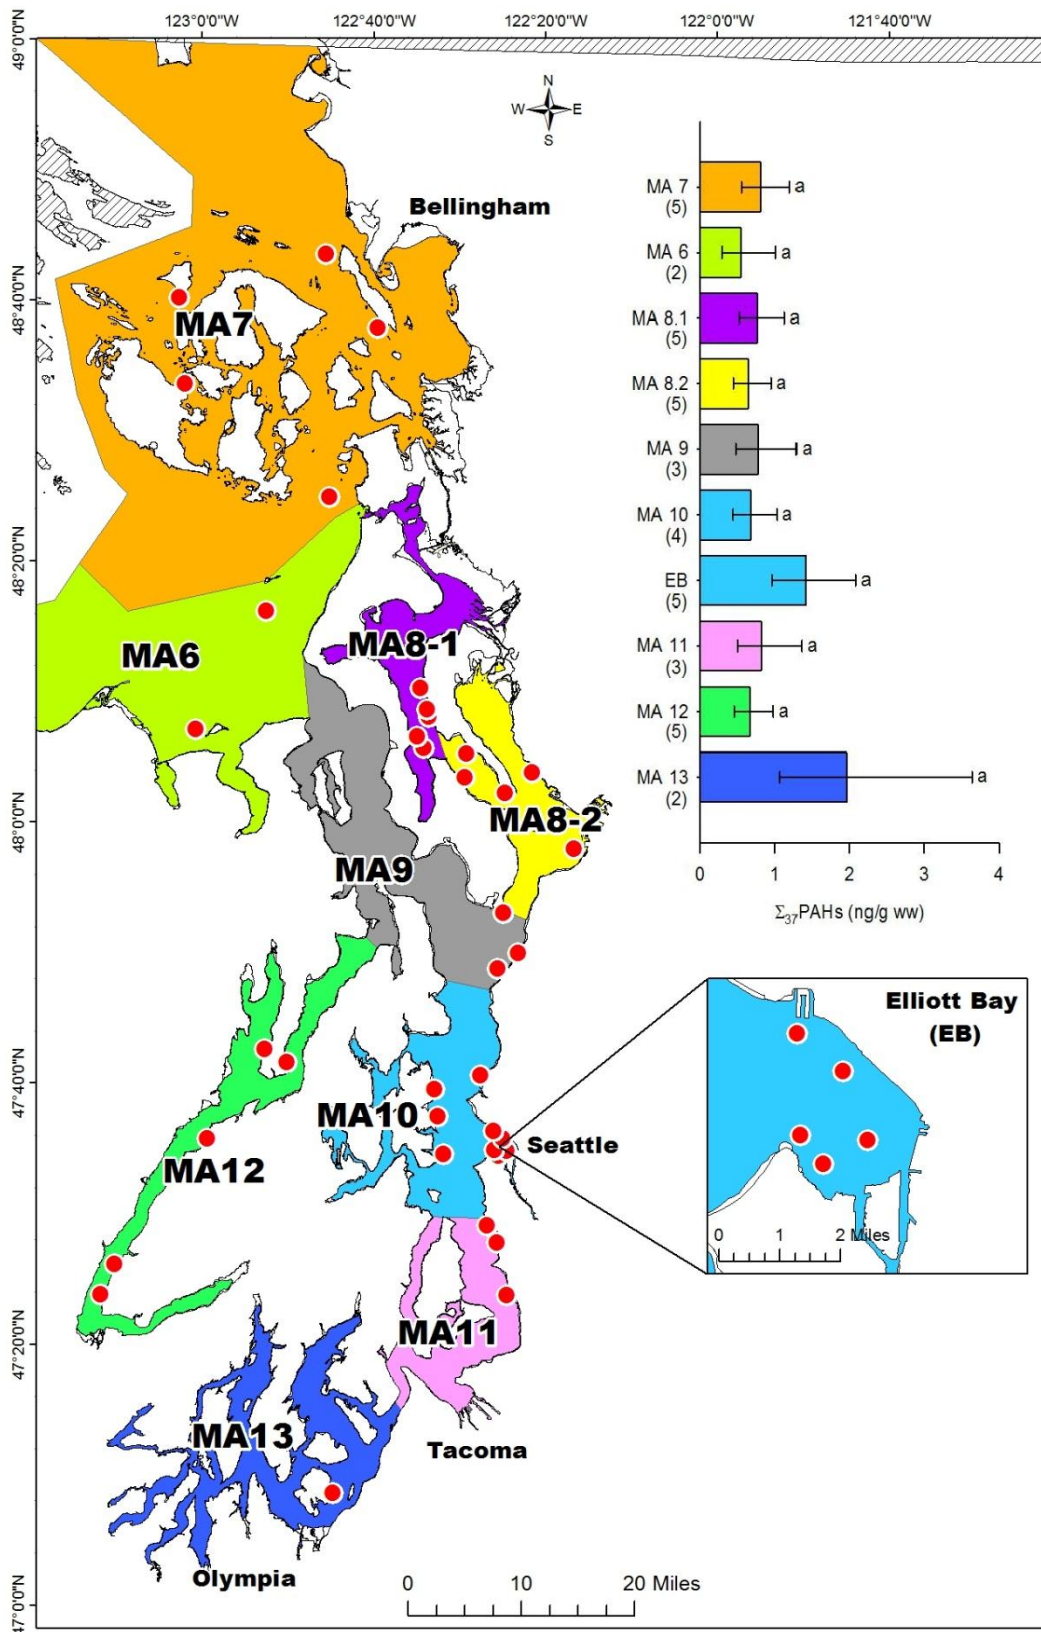 123°0'0"W
122°40'0"W
122°20'0"W
122°0'0"W
121°40'0"W
49°0'0"N
48°40'0"N
48°20'0"N
48°0'0"N
47°40'0"N
47°20'0"N
47°0'0"N
N
W
E
S
Bellingham
MA7
MA6
MA8-1
MA8-2
MA9
MA10
Seattle
MA12
MA11
MA13
Tacoma
Olympia
0 10 20 Miles
MA 7
(5)
a
MA 6
(2)
a
MA 8.1
(5)
a
MA 8.2
(5)
a
MA 9
(3)
a
MA 10
(4)
a
EB
(5)
a
MA 11
(3)
a
MA 12
(5)
a
MA 13
(2)
a
0 1 2 3 4
Σ37PAHs (ng/g ww)
Elliott Bay
(EB)
0 1 2 Miles